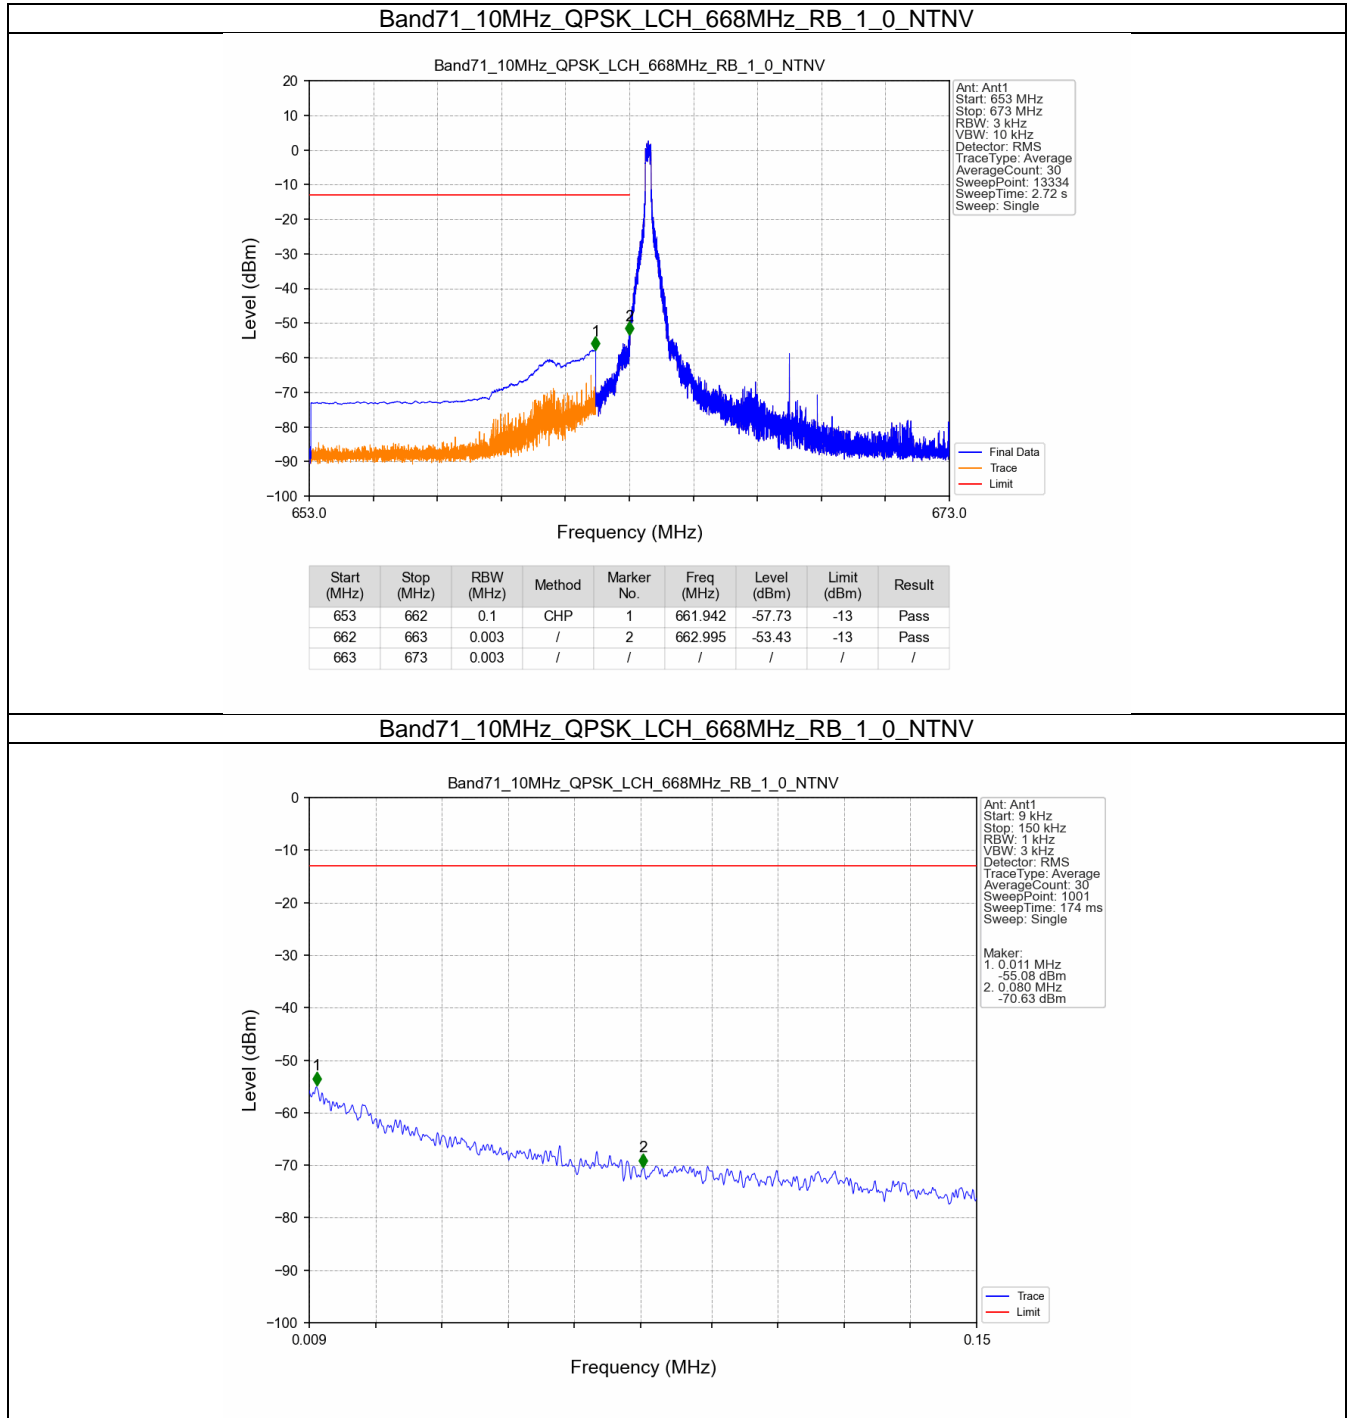 Band71_10MHz_QPSK_LCH_668MHz_RB_1_0_NTNV
Band71_10MHz_QPSK_LCH_668MHz_RB_1_0_NTNV
Ant: Ant1
Start: 653 MHz
Stop: 673 MHz
RBW: 3 kHz
VBW: 10 kHz
Detector: RMS
TraceType: Average
AverageCount: 30
SweepPoint: 13334
SweepTime: 2.72 s
Sweep: Single
20
10
0
−10
−20
−30
−40
−50
−60
−70
−80
−90
−100
Level (dBm)
1
2
Final Data
Trace
Limit
653.0
673.0
Frequency (MHz)
Start (MHz) Stop (MHz) RBW (MHz) Method Marker No. Freq (MHz) Level (dBm) Limit (dBm) Result
653 662 0.1 CHP 1 661.942 -57.73 -13 Pass
662 663 0.003 / 2 662.995 -53.43 -13 Pass
663 673 0.003 / / / / / /
Band71_10MHz_QPSK_LCH_668MHz_RB_1_0_NTNV
Band71_10MHz_QPSK_LCH_668MHz_RB_1_0_NTNV
Ant: Ant1
Start: 9 kHz
Stop: 150 kHz
RBW: 1 kHz
VBW: 3 kHz
Detector: RMS
TraceType: Average
AverageCount: 30
SweepPoint: 1001
SweepTime: 174 ms
Sweep: Single
Maker:
1. 0.011 MHz
-55.08 dBm
2. 0.080 MHz
-70.63 dBm
0
−10
−20
−30
−40
−50
−60
−70
−80
−90
−100
Level (dBm)
1
2
Trace
Limit
0.009
0.15
Frequency (MHz)